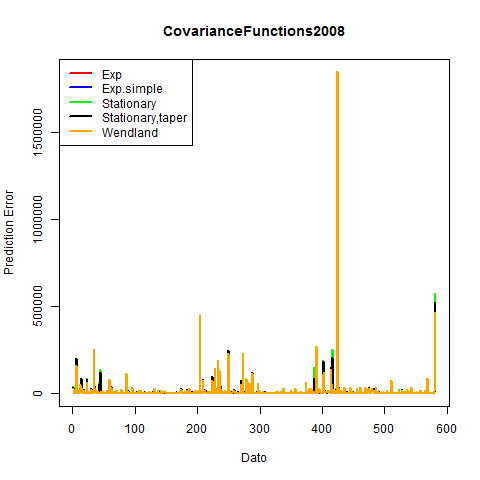 CovarianceFunctions2008
Exp
Exp.simple
Stationary
Stationary,taper
Wendland
Prediction Error
0
500000
1000000
1500000
0
100
200
300
400
500
600
Dato